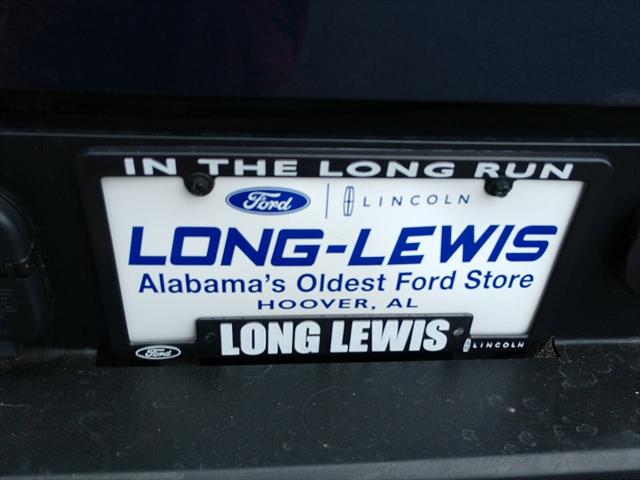 IN THE LONG RUN
Ford LINCOLN
LONG-LEWIS
Alabama's Oldest Ford Store
HOOVER, AL
Ford LONG LEWIS LINCOLN